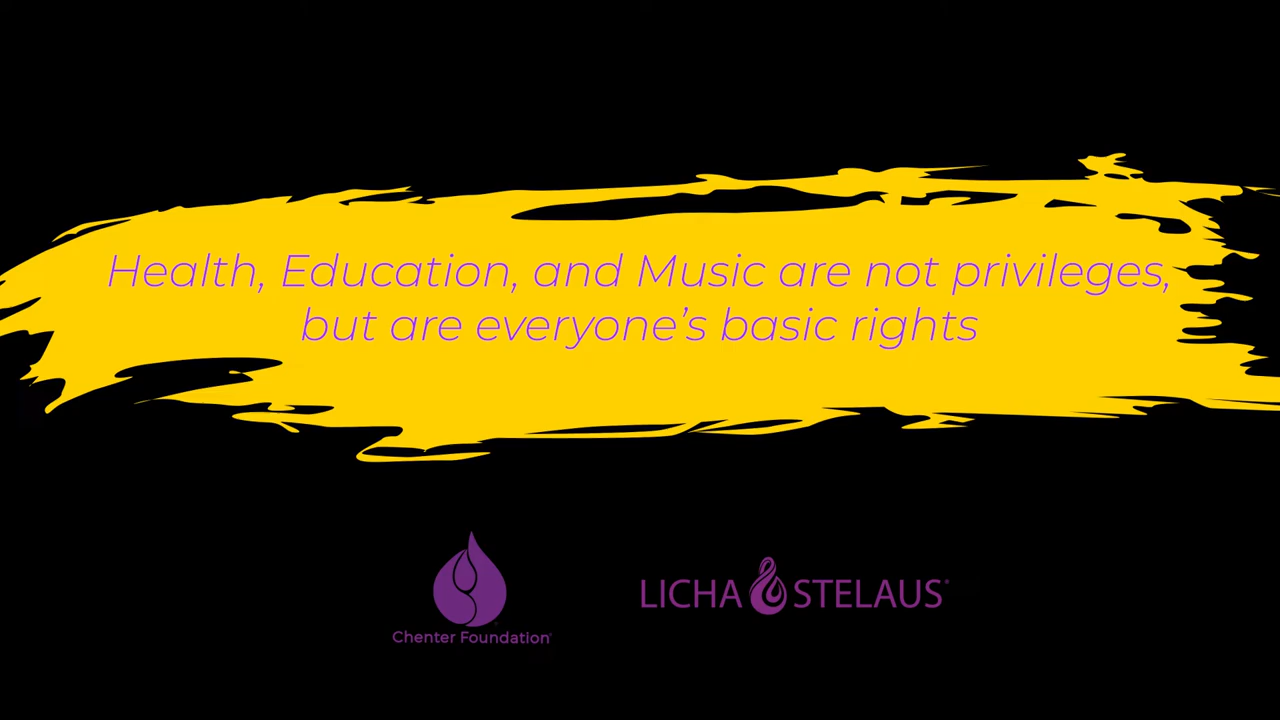 Health, Education, and Music are not privileges,
but are everyone’s basic rights
Chenter Foundation
LICHA STELAUS®